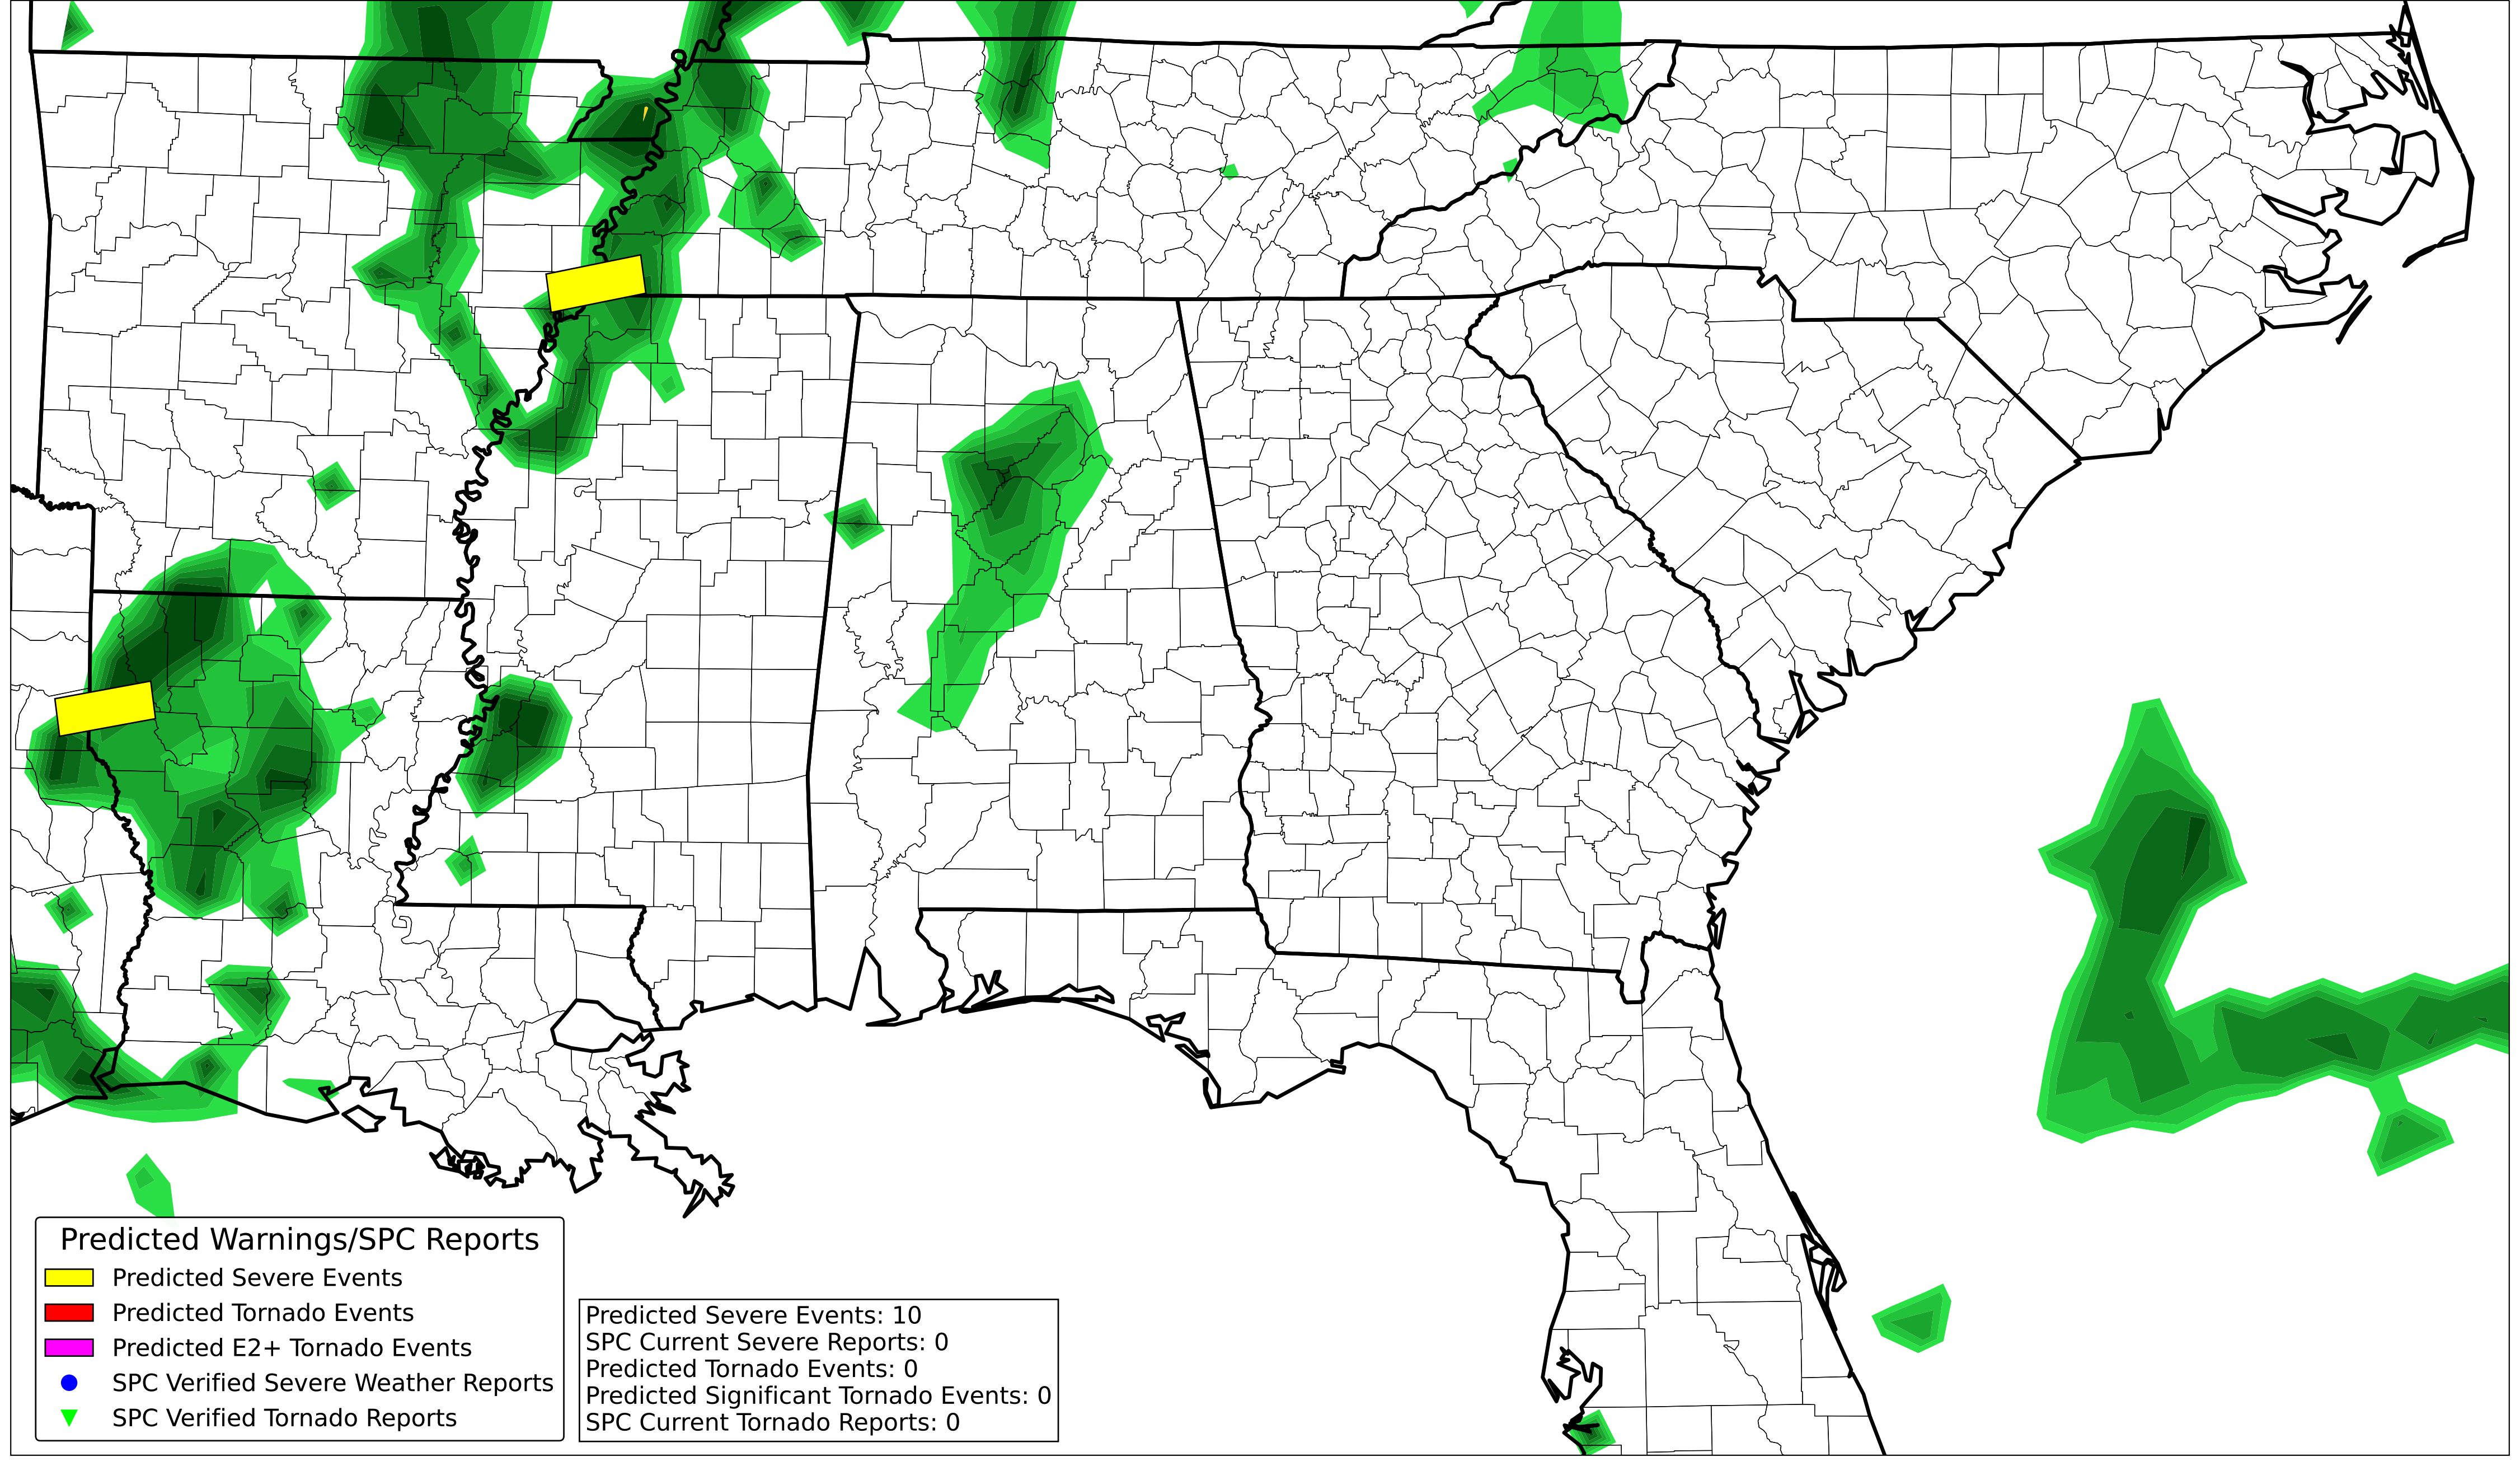 Predicted Warnings/SPC Reports
Predicted Severe Events
Predicted Tornado Events
Predicted E2+ Tornado Events
SPC Verified Severe Weather Reports
SPC Verified Tornado Reports
Predicted Severe Events: 10
SPC Current Severe Reports: 0
Predicted Tornado Events: 0
Predicted Significant Tornado Events: 0
SPC Current Tornado Reports: 0